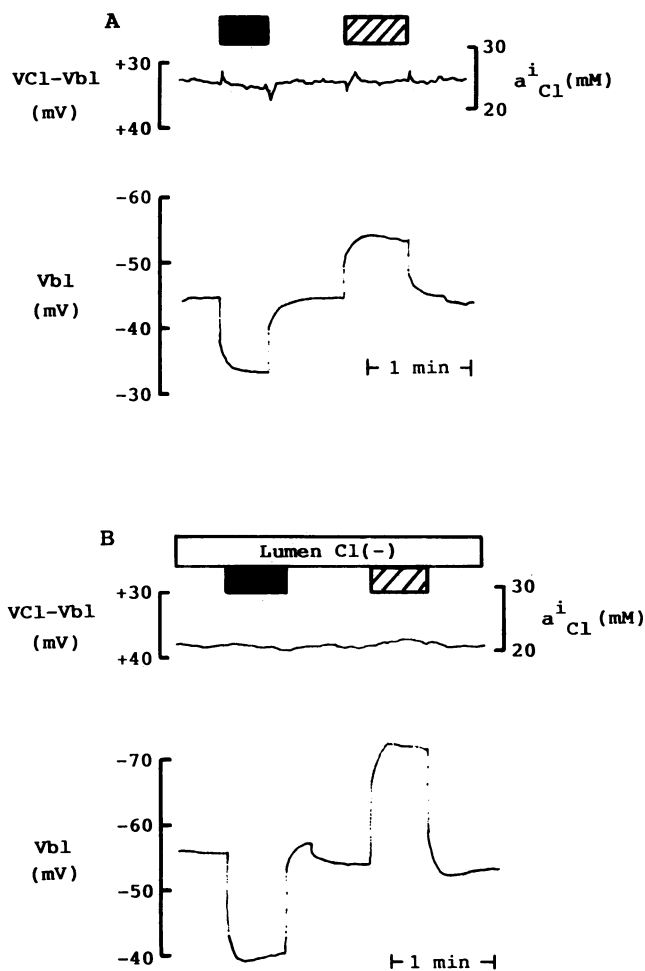 A
+30
VCl-Vbl
(mV)
+40
30
a i Cl (mM)
20
-60
-50
Vbl
(mV)
-40
-30
1 min
B
Lumen Cl(-)
+30
VCl-Vbl
(mV)
+40
30
a i Cl (mM)
20
-70
-60
Vbl
(mV)
-50
-40
1 min